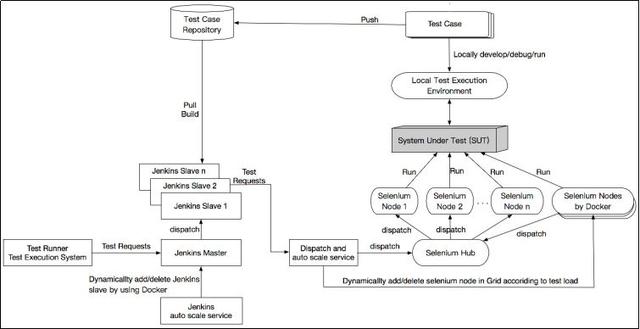 Test Case
Repository
Push
Test Case
Locally develop/debug/run
Local Test Execution
Environment
Pull
Build
System Under Test (SUT)
Jenkins Slave n
Jenkins Slave 2
Jenkins Slave 1
Test
Requests
Run
Run
Run
Run
Selenium
Node 1
Selenium
Node 2
....
Selenium
Node n
Selenium Nodes
by Docker
dispatch
dispatch
dispatch
dispatch
Test Runner
Test Execution System
Test Requests
Jenkins Master
Dispatch and
auto scale service
dispatch
Selenium Hub
Dynamicallty add/delete Jenkins
slave by using Docker
Dynamicallty add/delete selenium node in Grid accoriding to test load
Jenkins
auto scale service